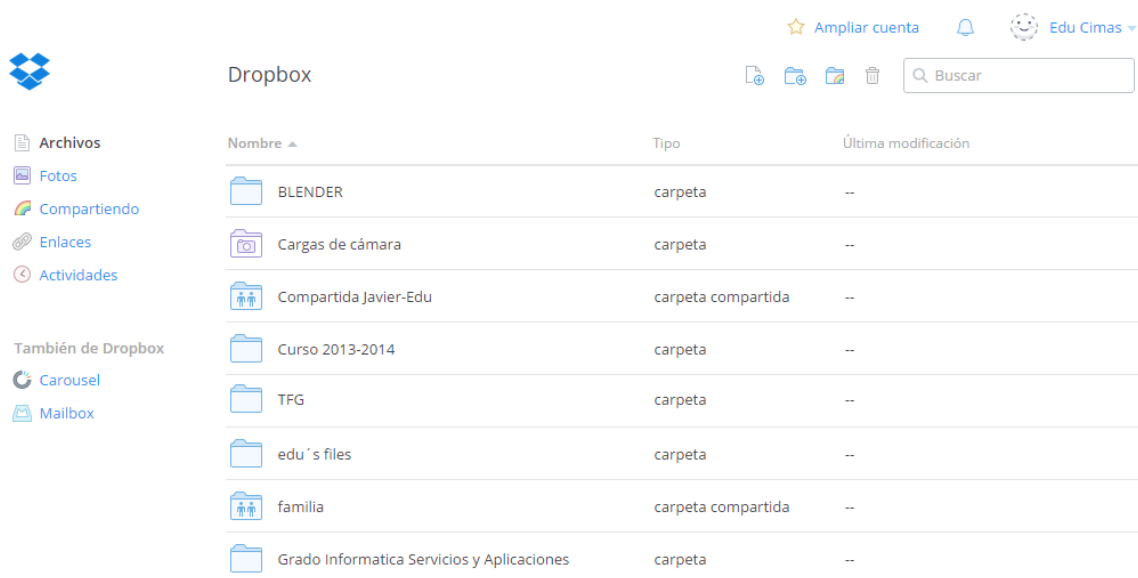 Ampliar cuenta Edu Cimas
Dropbox Buscar
Archivos
Fotos
Compartiendo
Enlaces
Actividades
También de Dropbox
Carousel
Mailbox
Nombre Tipo Última modificación
BLENDER carpeta --
Cargas de cámara carpeta --
Compartida Javier-Edu carpeta compartida --
Curso 2013-2014 carpeta --
TFG carpeta --
edu´s files carpeta --
familia carpeta compartida --
Grado Informatica Servicios y Aplicaciones carpeta --